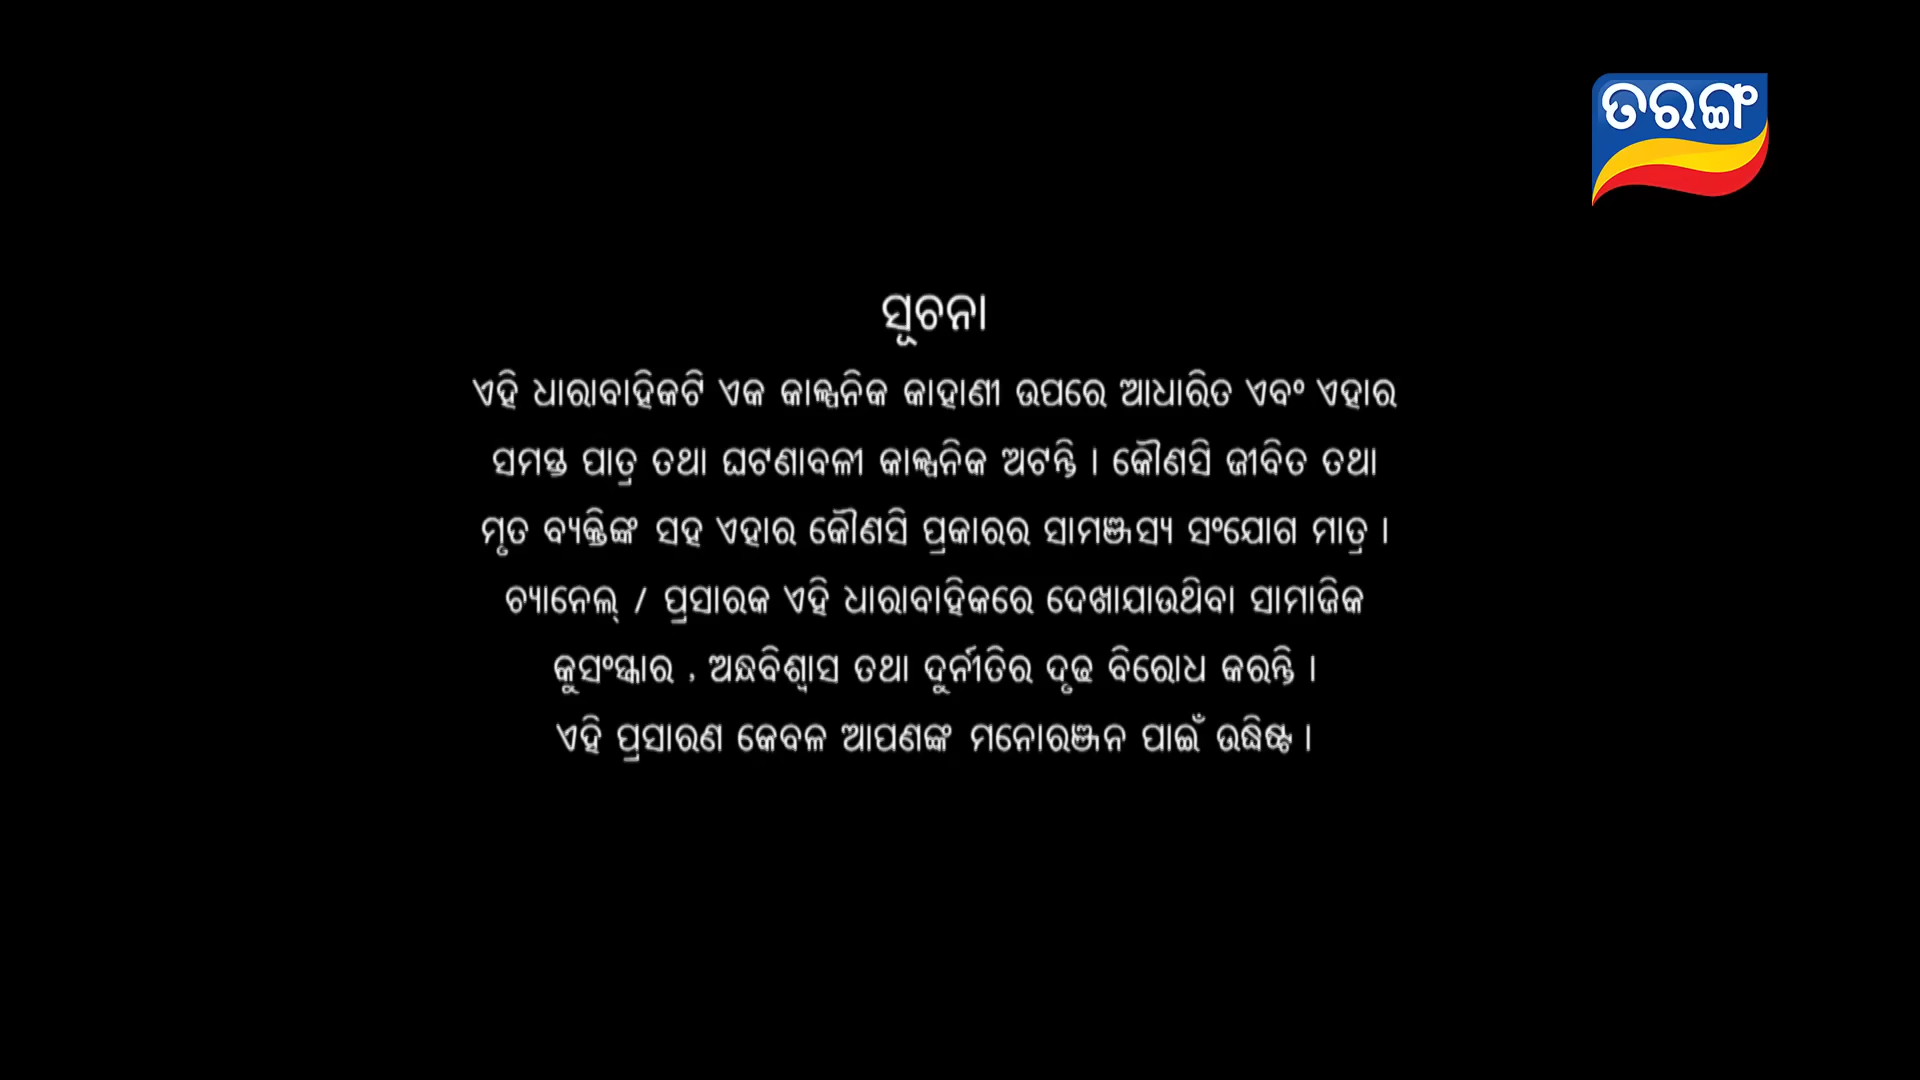 ତରଙ୍ଗ
ସୂଚନା
ଏହି ଧାରାବାହିକଟି ଏକ କାଳ୍ପନିକ କାହାଣୀ ଉପରେ ଆଧାରିତ ଏବଂ ଏହାର
ସମସ୍ତ ପାତ୍ର ତଥା ଘଟଣାବଳୀ କାଳ୍ପନିକ ଅଟନ୍ତି । କୌଣସି ଜୀବିତ ତଥା
ମୃତ ବ୍ୟକ୍ତିଙ୍କ ସହ ଏହାର କୌଣସି ପ୍ରକାରର ସାମଞ୍ଜସ୍ୟ ସଂଯୋଗ ମାତ୍ର ।
ଚ୍ୟାନେଲ୍ / ପ୍ରସାରକ ଏହି ଧାରାବାହିକରେ ଦେଖାଯାଉଥିବା ସାମାଜିକ
କୁସଂସ୍କାର , ଅନ୍ଧବିଶ୍ୱାସ ତଥା ଦୁର୍ନୀତିର ଦୃଢ ବିରୋଧ କରନ୍ତି ।
ଏହି ପ୍ରସାରଣ କେବଳ ଆପଣଙ୍କ ମନୋରଞ୍ଜନ ପାଇଁ ଉଦ୍ଧିଷ୍ଟ ।